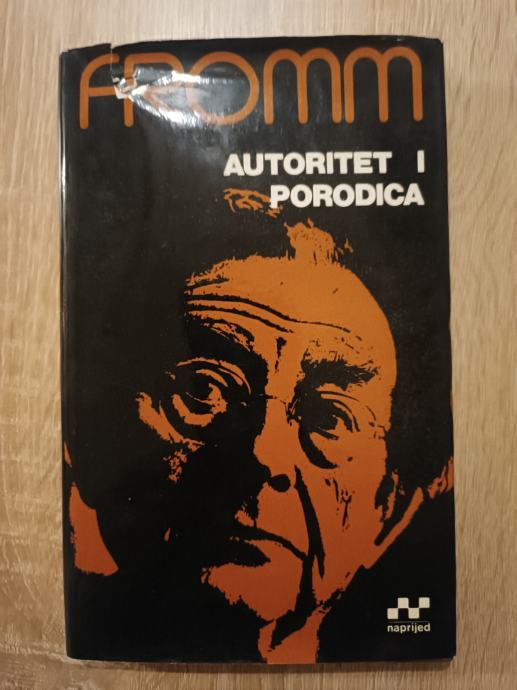 FROMM
AUTORITET I
PORODICA
naprijed